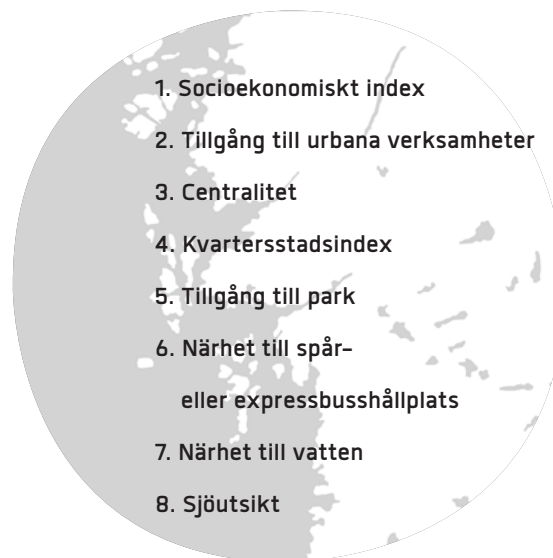 1. Socioekonomiskt index
2. Tillgång till urbana verksamheter
3. Centralitet
4. Kvartersstadsindex
5. Tillgång till park
6. Närhet till spår-
eller expressbusshållplats
7. Närhet till vatten
8. Sjöutsikt